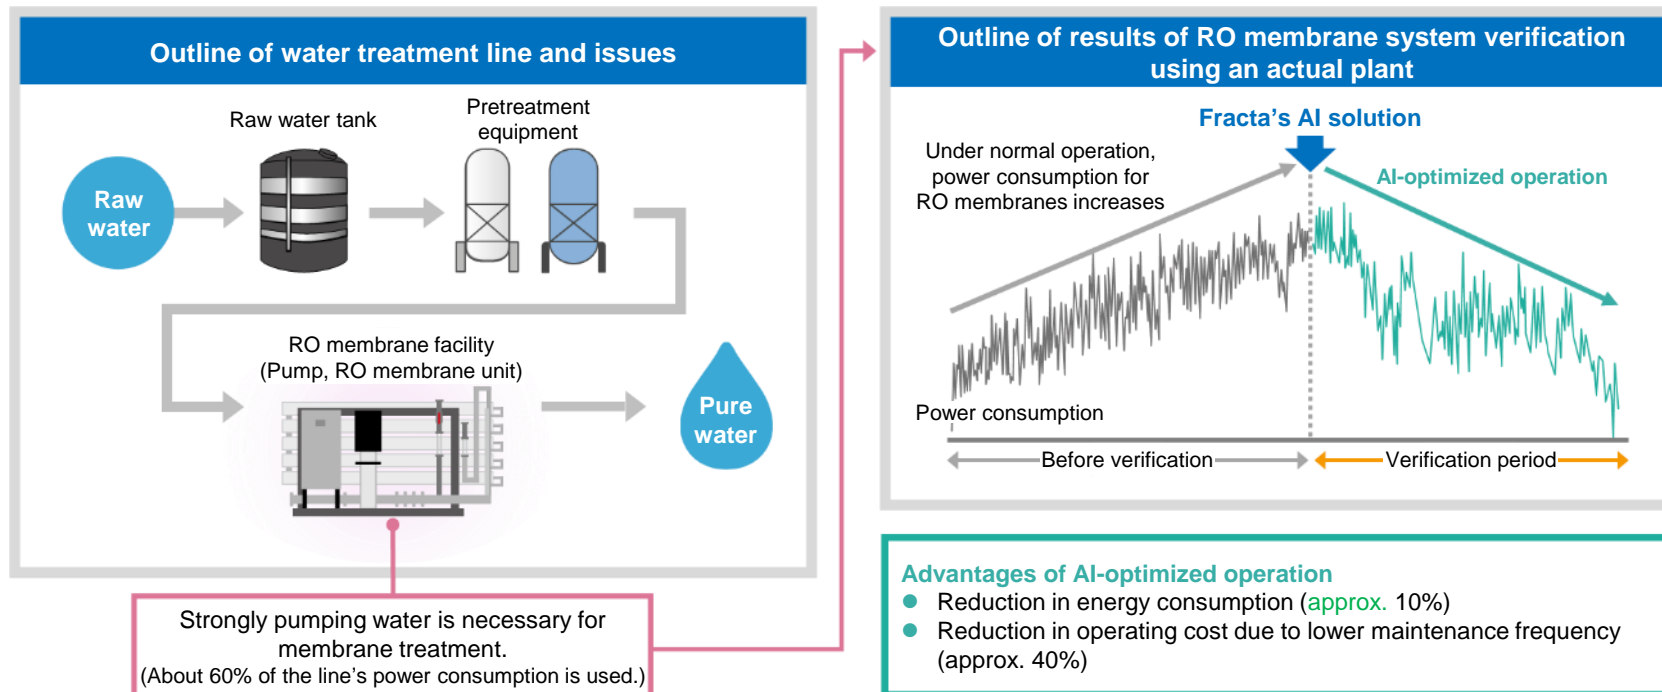 Outline of water treatment line and issues
Raw water tank
Pretreatment
equipment
Raw
water
RO membrane facility
(Pump, RO membrane unit)
Pure
water
Strongly pumping water is necessary for
membrane treatment.
(About 60% of the line's power consumption is used.)
Outline of results of RO membrane system verification
using an actual plant
Fracta's AI solution
Under normal operation,
power consumption for
RO membranes increases
AI-optimized operation
Power consumption
Before verification
Verification period
Advantages of AI-optimized operation
● Reduction in energy consumption (approx. 10%)
● Reduction in operating cost due to lower maintenance frequency
(approx. 40%)